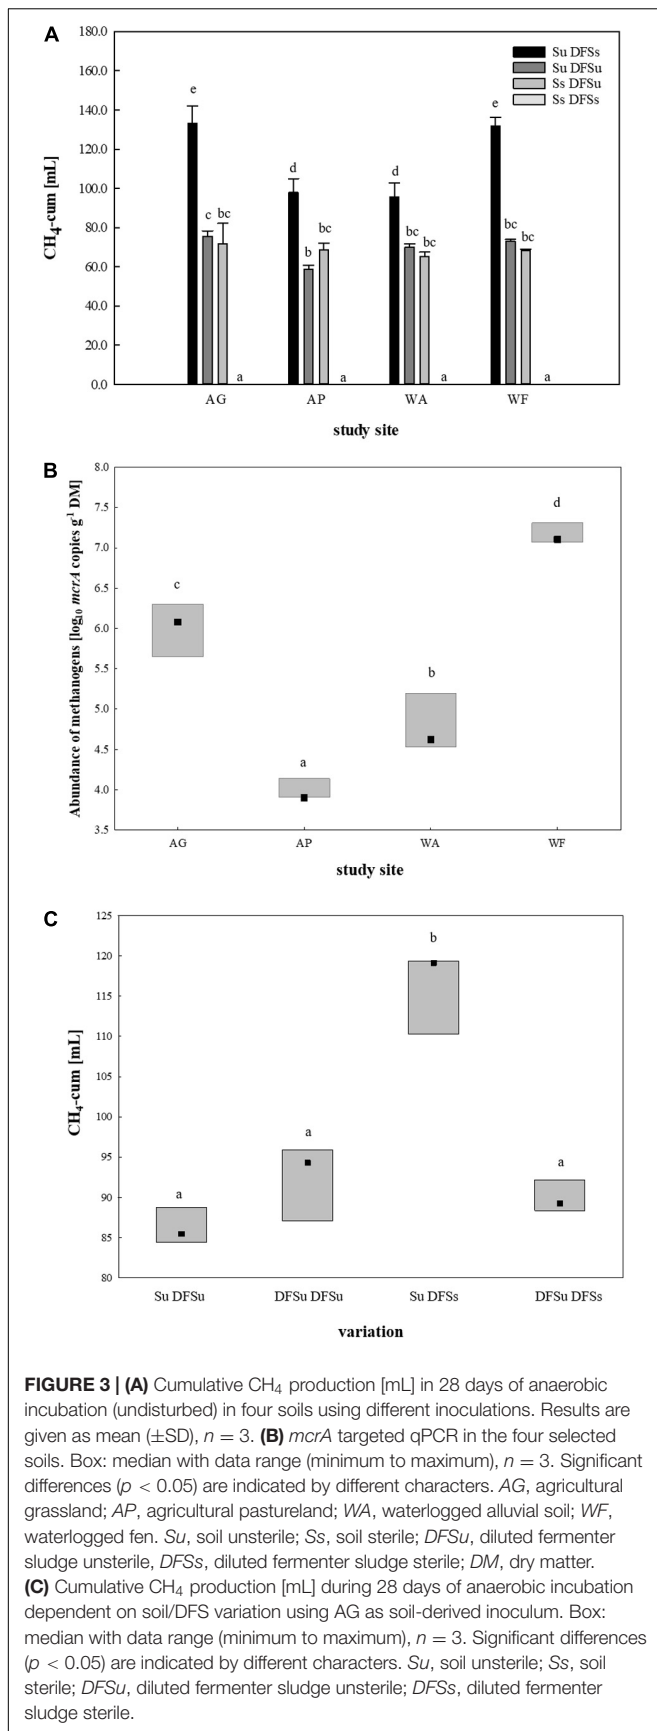 A
180.0
160.0
140.0
120.0
100.0
80.0
60.0
40.0
20.0
0.0
CH4-cum [mL]
Su DFSs
Su DFSu
Ss DFSu
Ss DFSs
e
c
bc
a
d
b
bc
a
d
bc
bc
a
e
bc
bc
a
AG AP WA WF
study site
B
8.0
7.5
7.0
6.5
6.0
5.5
5.0
4.5
4.0
3.5
Abundance of methanogens [log10 mcrA copies g-1 DM]
c
a
b
d
AG AP WA WF
study site
C
125
120
115
110
105
100
95
90
85
80
CH4-cum [mL]
a
a
b
a
Su DFSu DFSu DFSu Su DFSs DFSu DFSs
variation
FIGURE 3 | (A) Cumulative CH4 production [mL] in 28 days of anaerobic
incubation (undisturbed) in four soils using different inoculations. Results are
given as mean (±SD), n = 3. (B) mcrA targeted qPCR in the four selected
soils. Box: median with data range (minimum to maximum), n = 3. Significant
differences (p < 0.05) are indicated by different characters. AG, agricultural
grassland; AP, agricultural pastureland; WA, waterlogged alluvial soil; WF,
waterlogged fen. Su, soil unsterile; Ss, soil sterile; DFSu, diluted fermenter
sludge unsterile, DFSs, diluted fermenter sludge sterile; DM, dry matter.
(C) Cumulative CH4 production [mL] during 28 days of anaerobic incubation
dependent on soil/DFS variation using AG as soil-derived inoculum. Box:
median with data range (minimum to maximum), n = 3. Significant differences
(p < 0.05) are indicated by different characters. Su, soil unsterile; Ss, soil
sterile; DFSu, diluted fermenter sludge unsterile; DFSs, diluted fermenter
sludge sterile.